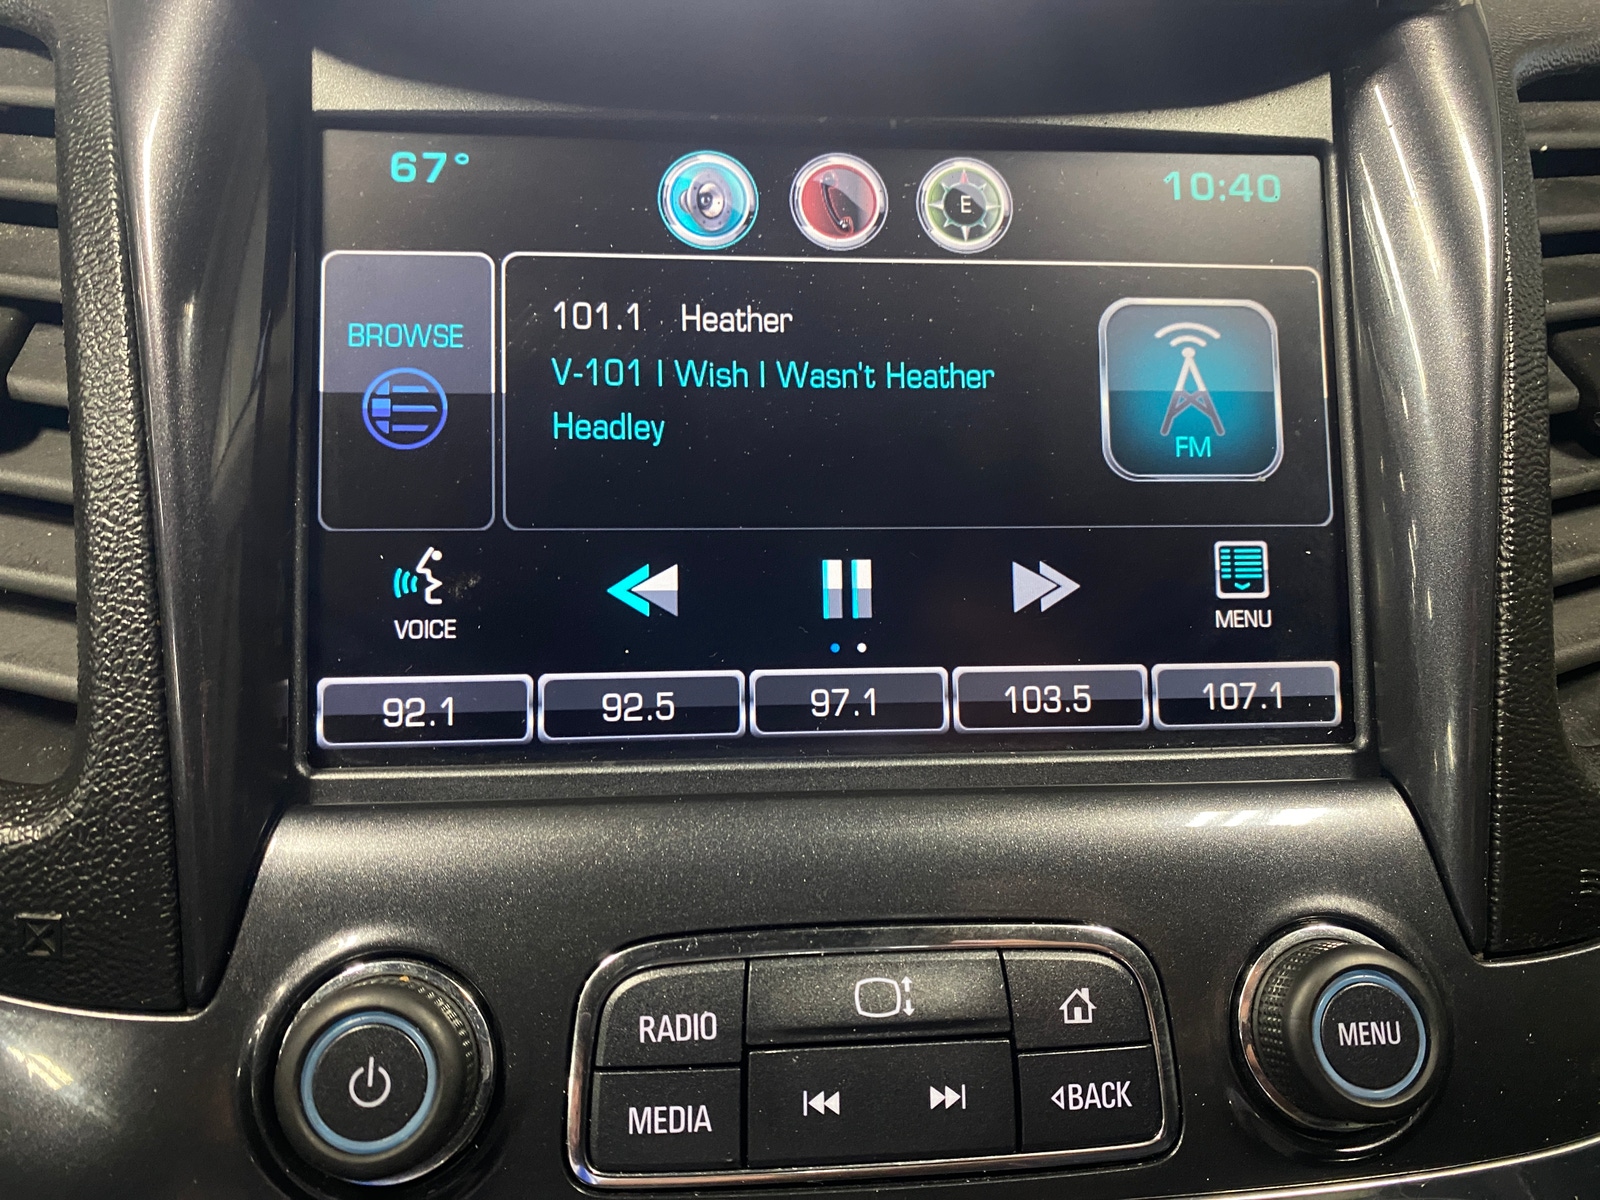 67°
E
10:40
BROWSE
101.1 Heather
V-101 I Wish I Wasn't Heather
Headley
FM
VOICE
MENU
92.1
92.5
97.1
103.5
107.1
RADIO
MEDIA
BACK
MENU